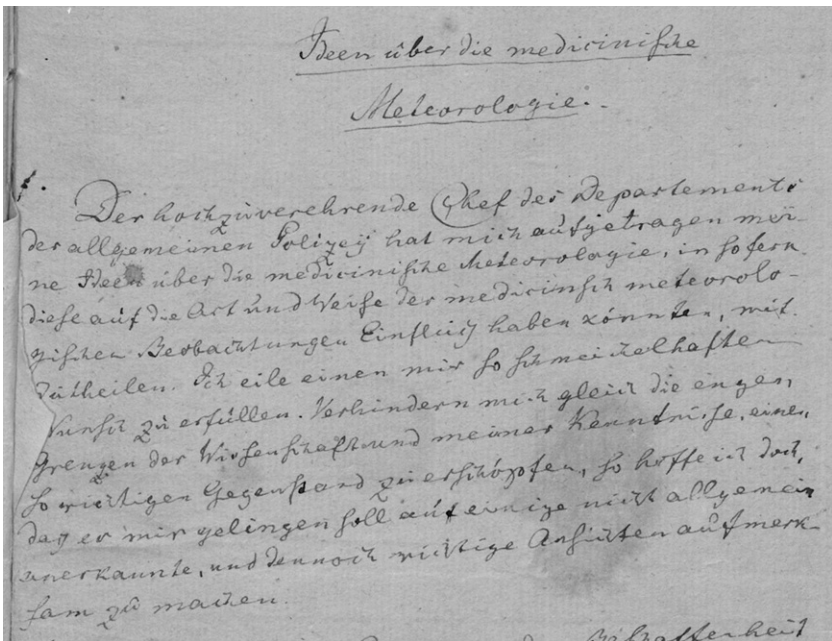 Ideen über die medicinische
Meteorologie.
1.
Der hochzuverehrende Chef des Departements
der allgemeinen Polizey hat mich aufgetragen mei-
ne Ideen über die medicinische Meteorologie, in sofern
diese auf die Art und Weise der medicinsch meteorolo-
gischen Beobachtungen Einfluß haben könnten, mit
zutheilen. Ich eile einen mir so schmeichelhaften
Wunsch zu erfüllen. Verhindern mich gleich die engen
Grenzen der Wissenschaft und meiner Kenntnisse, einen
so wichtigen Gegenstand zu erschöpfen, so hoffe ich doch,
daß es mir gelingen soll auf einige nicht allgemein
anerkannte, und dennoch wichtige Ansichten aufmerk-
sam zu machen.
Beschaffenheit